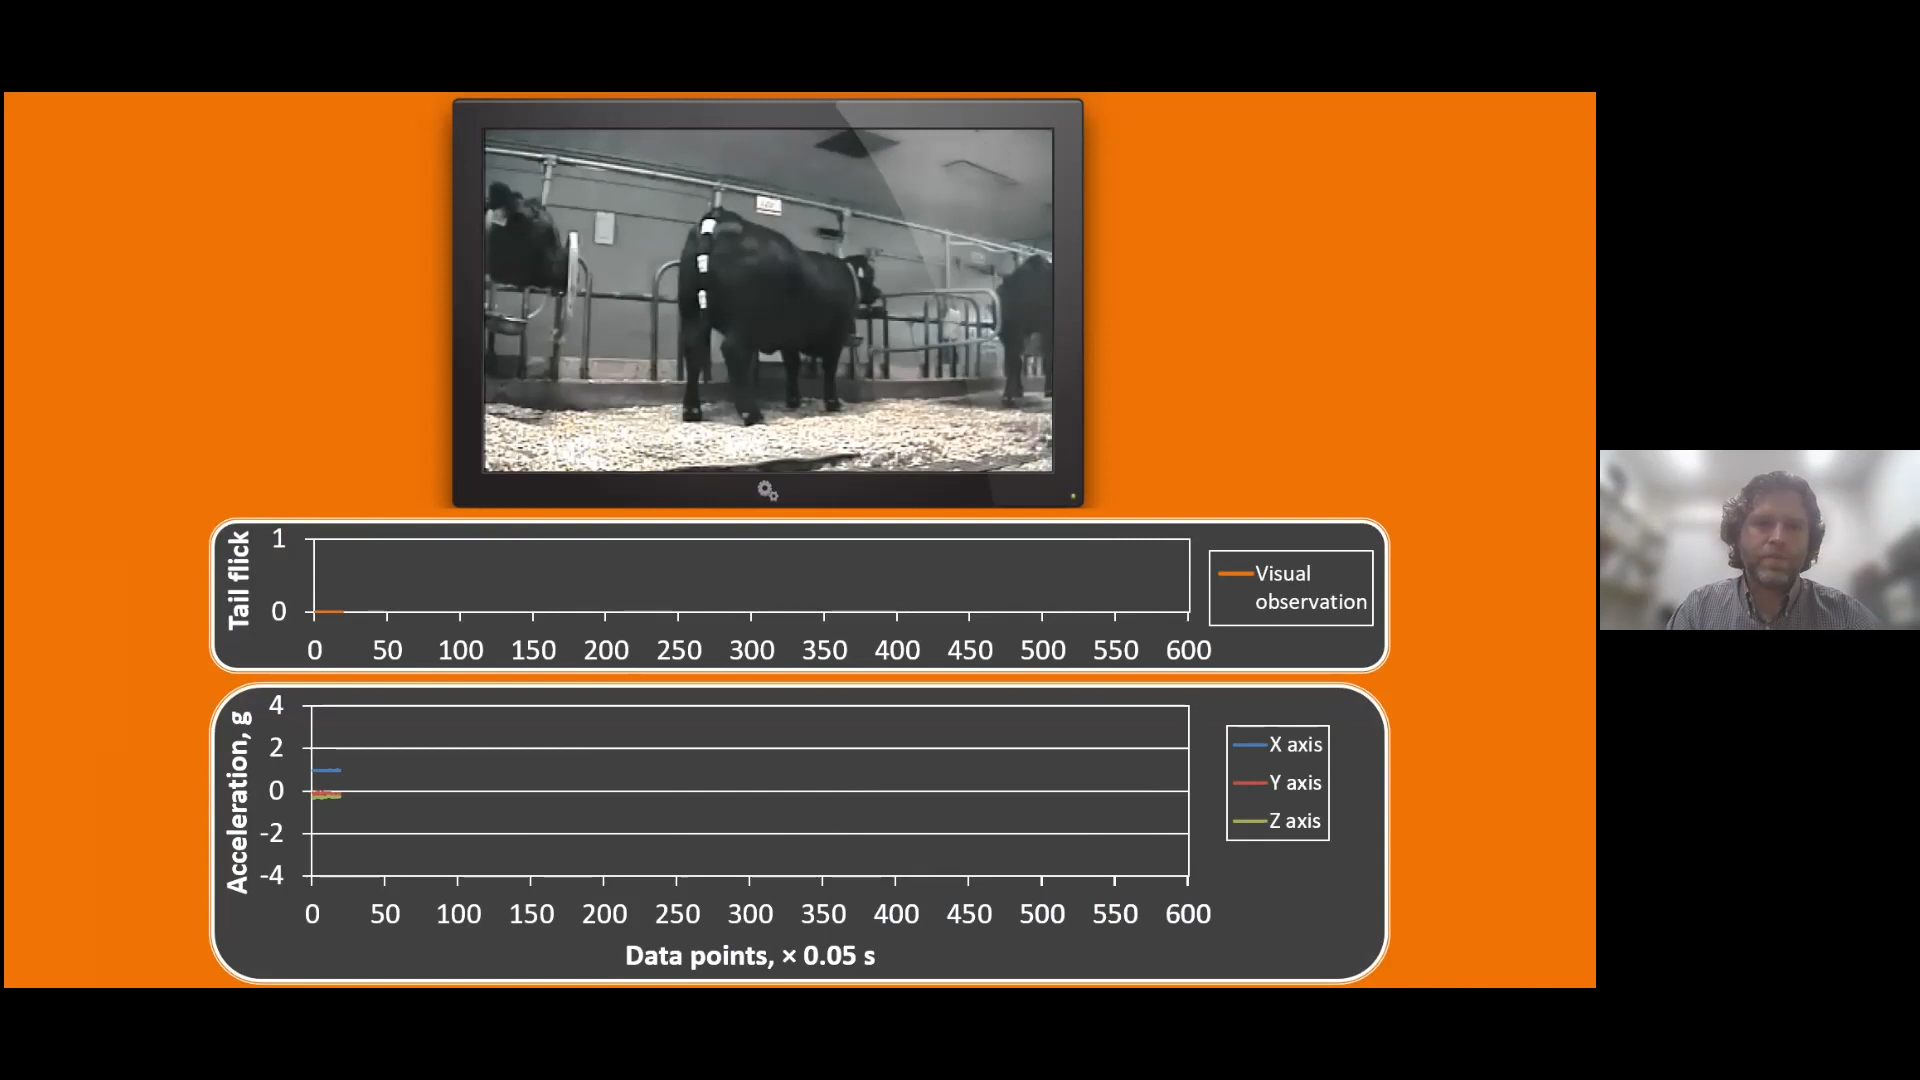 Tail flick
1
0
0 50 100 150 200 250 300 350 400 450 500 550 600
Visual
observation
Acceleration, g
4
2
0
-2
-4
0 50 100 150 200 250 300 350 400 450 500 550 600
Data points, × 0.05 s
X axis
Y axis
Z axis